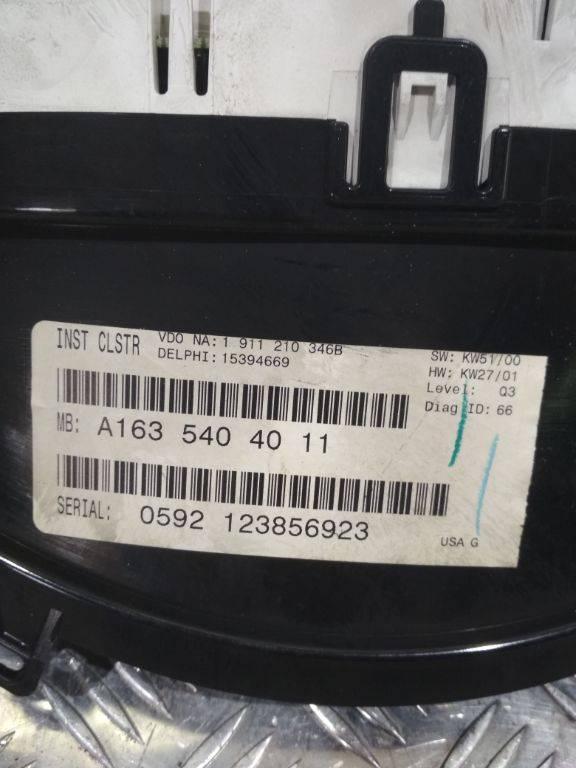 INST CLSTR
VDO NA: 1 911 210 346B
DELPHI: 15394669
SW: KW51/00
HW: KW27/01
Level: Q3
Diag ID: 66
MB: A163 540 40 11
SERIAL: 0592 123856923
USA G